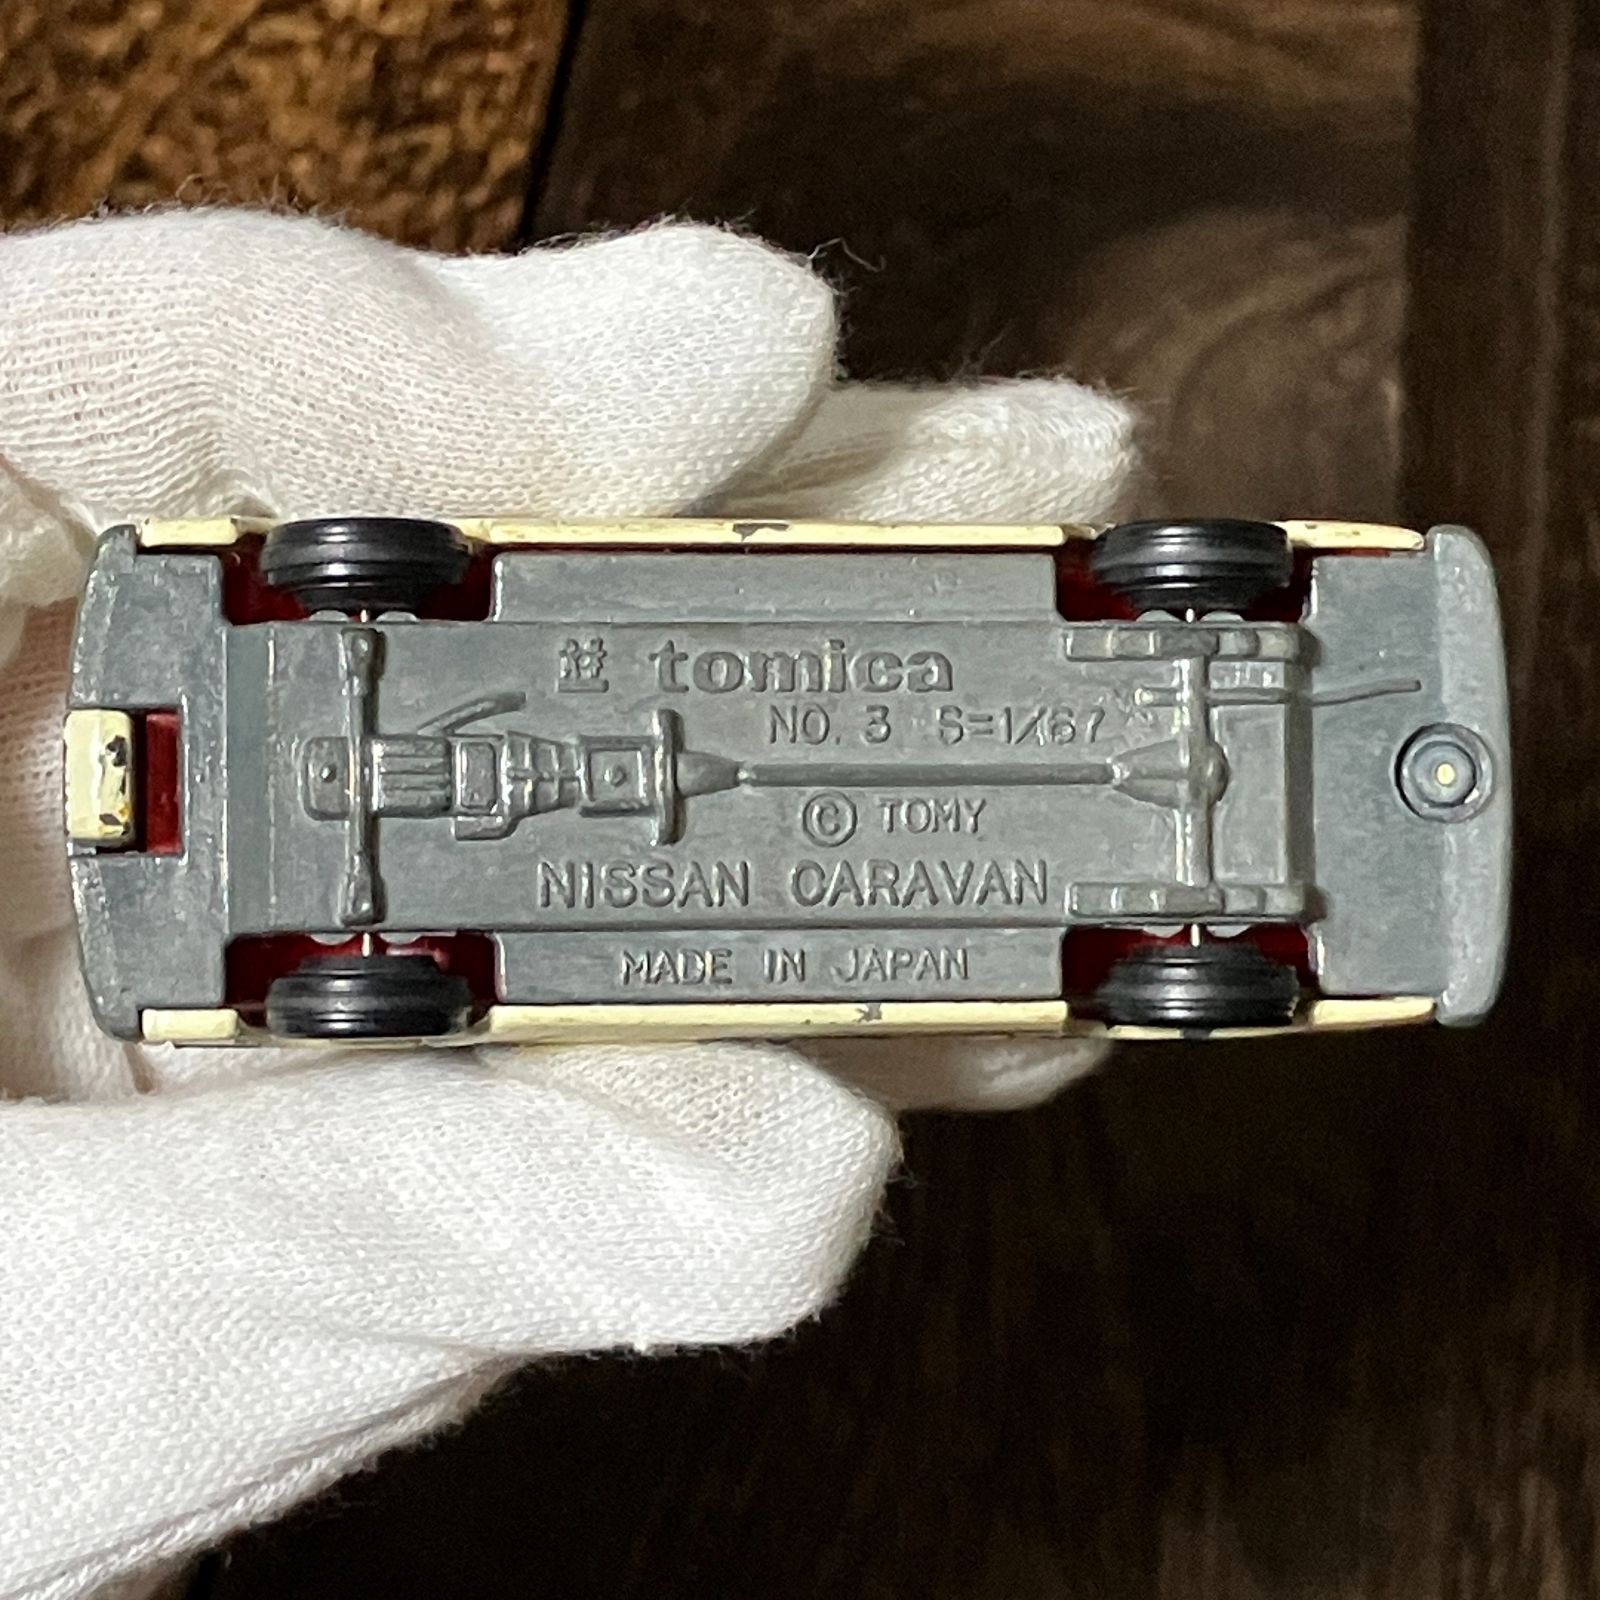 tomica
NO. 3 S=1/67
© TOMY
NISSAN CARAVAN
MADE IN JAPAN